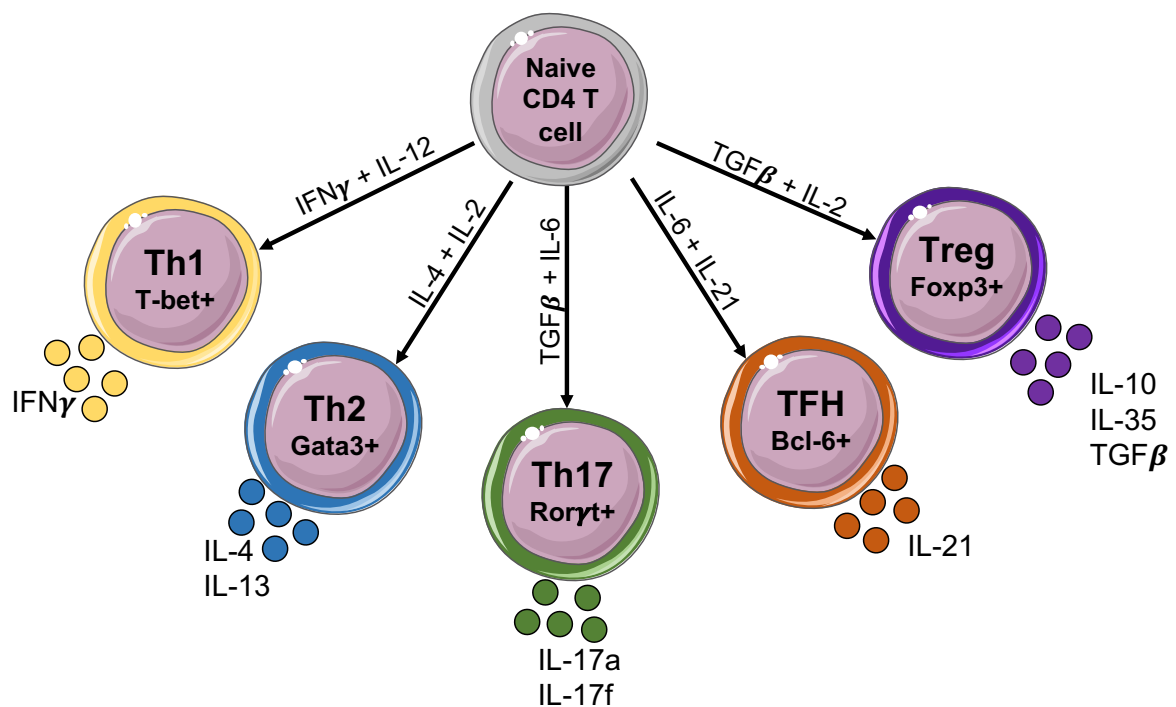 Naive
CD4 T
cell
IFNγ + IL-12
IL-4 + IL-2
TGFβ + IL-6
IL-6 + IL-21
TGFβ + IL-2
Th1
T-bet+
IFNγ
Th2
Gata3+
IL-4
IL-13
Th17
Rorγt+
IL-17a
IL-17f
TFH
Bcl-6+
IL-21
Treg
Foxp3+
IL-10
IL-35
TGFβ